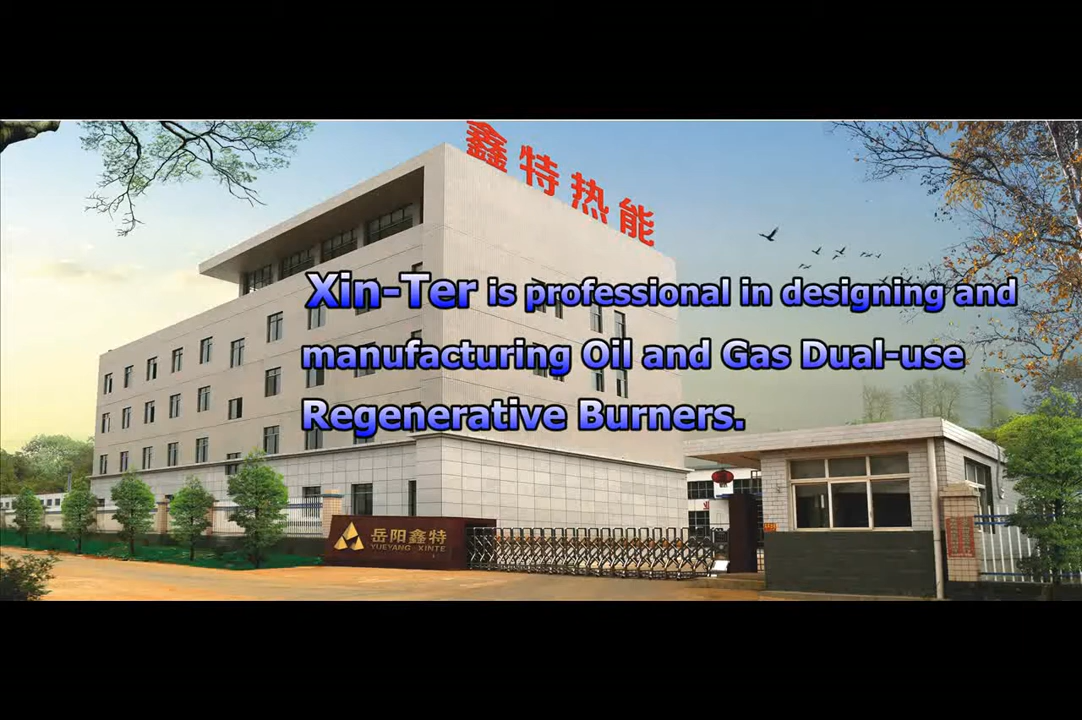 鑫特热能
Xin-Ter is professional in designing and
manufacturing Oil and Gas Dual-use
Regenerative Burners.
岳阳鑫特
YUEYANG XINTE